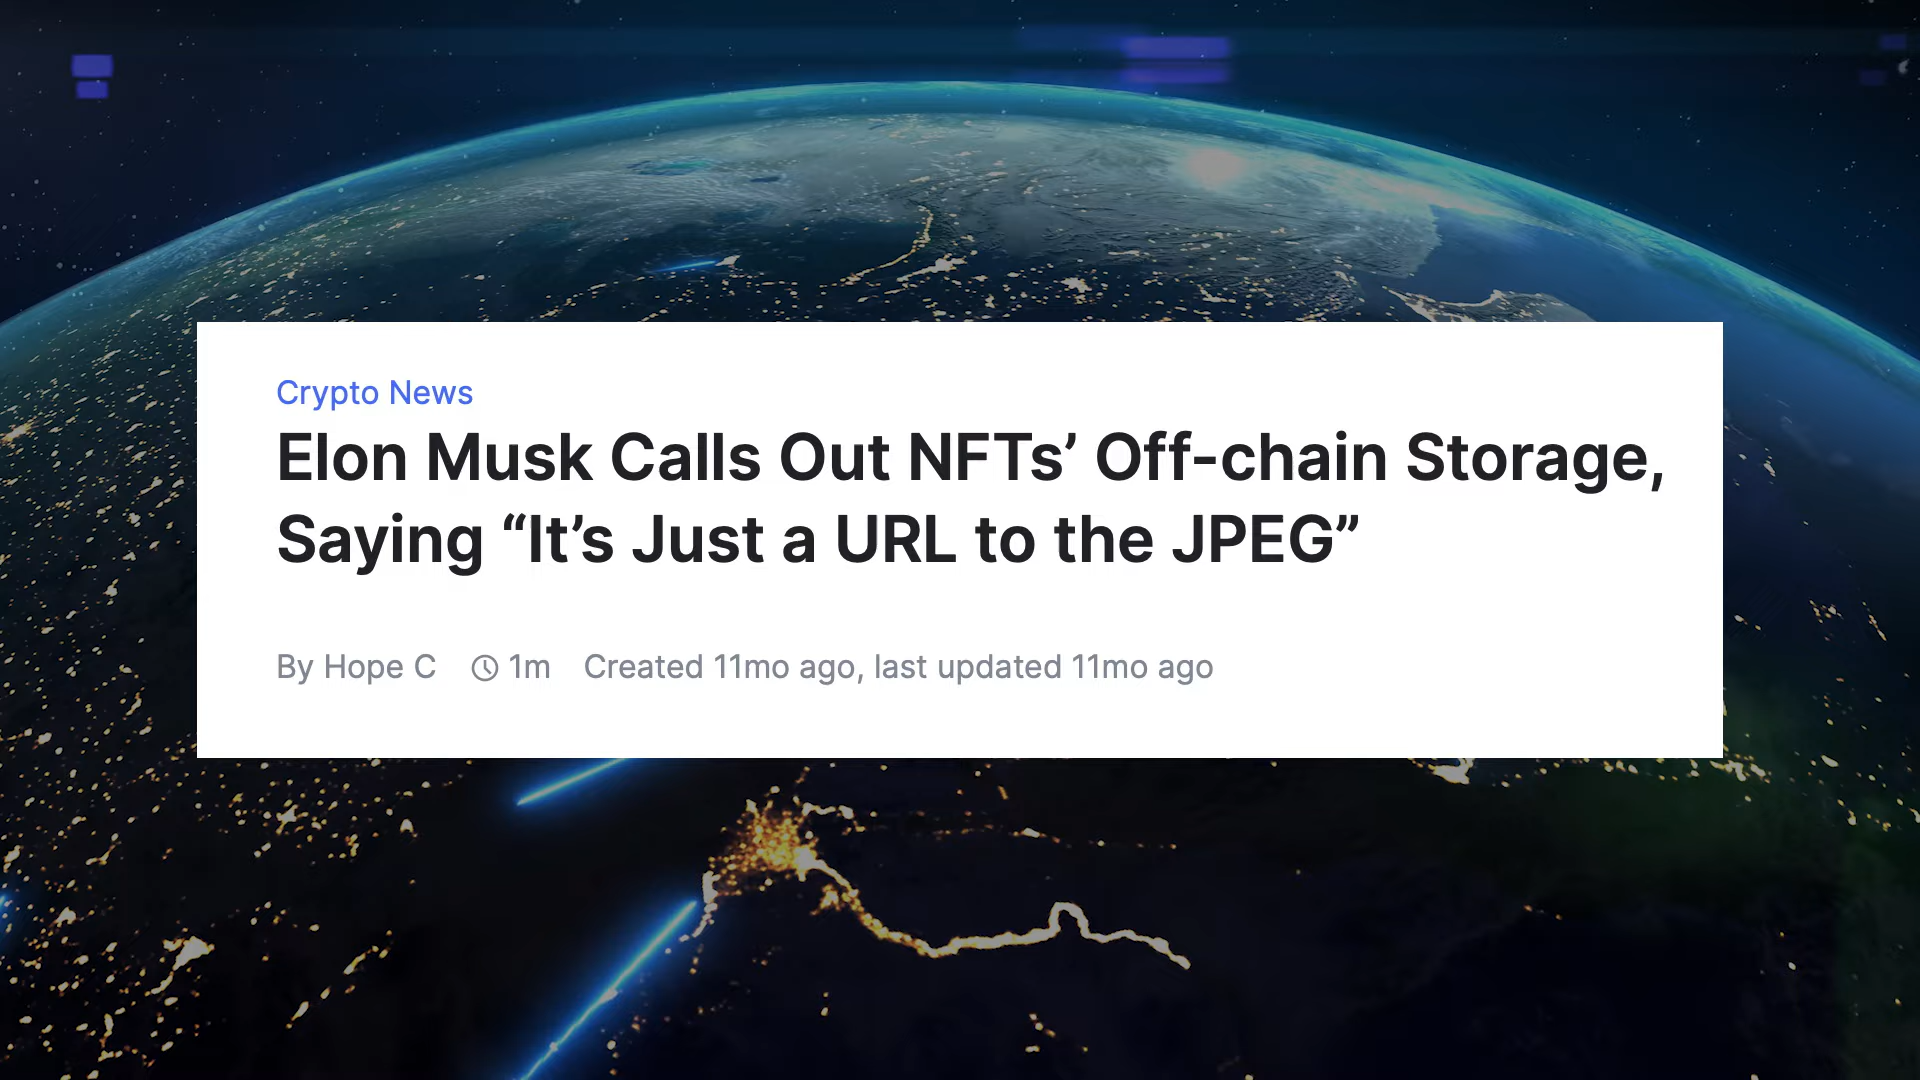 Crypto News
Elon Musk Calls Out NFTs’ Off-chain Storage,
Saying “It’s Just a URL to the JPEG”
By Hope C 1m Created 11mo ago, last updated 11mo ago